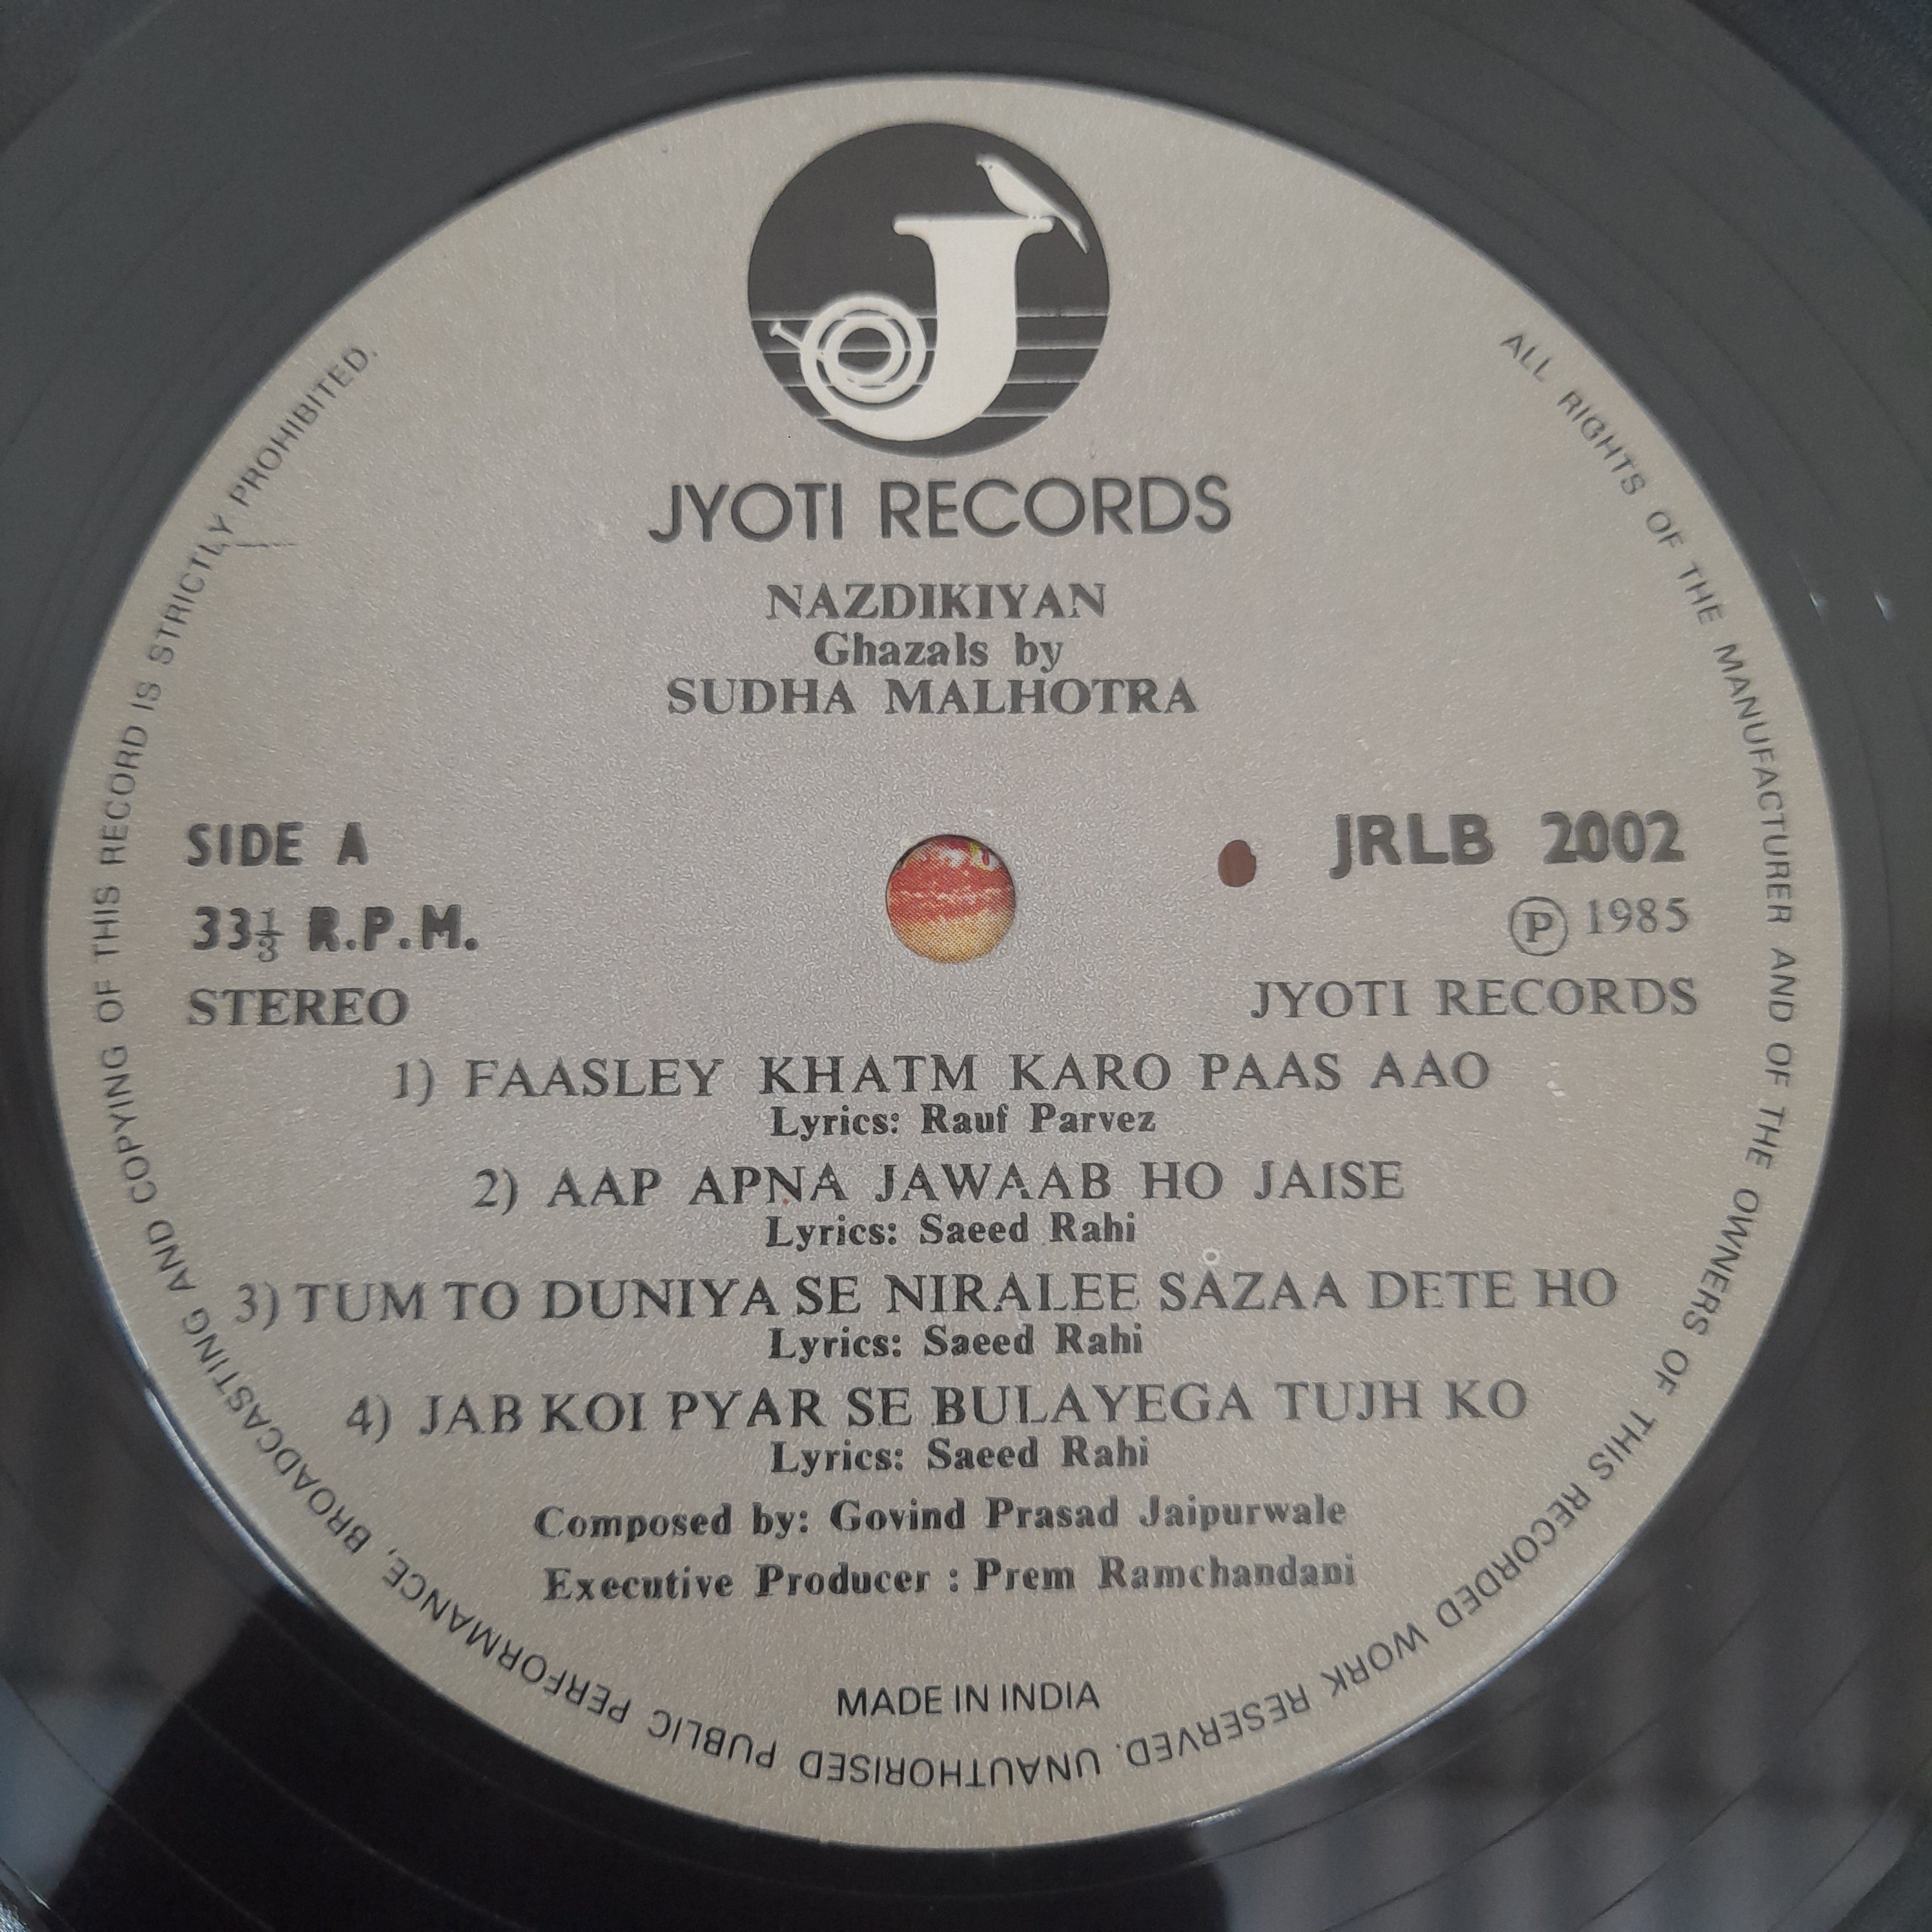 J
JYOTI RECORDS
NAZDIKIYAN
Ghazals by
SUDHA MALHOTRA
SIDE A
33⅓ R.P.M.
STEREO
JRLB 2002
Ⓟ 1985
JYOTI RECORDS
1) FAASLEY KHATM KARO PAAS AAO
Lyrics: Rauf Parvez
2) AAP APNA JAWAAB HO JAISE
Lyrics: Saeed Rahi
3) TUM TO DUNIYA SE NIRALEE SAZAA DETE HO
Lyrics: Saeed Rahi
4) JAB KOI PYAR SE BULAYEGA TUJH KO
Lyrics: Saeed Rahi
Composed by: Govind Prasad Jaipurwale
Executive Producer : Prem Ramchandani
MADE IN INDIA
ALL RIGHTS OF THE MANUFACTURER AND OF THE OWNERS OF THIS RECORDED WORK RESERVED. UNAUTHORISED PUBLIC PERFORMANCE, BROADCASTING AND COPYING OF THIS RECORD IS STRICTLY PROHIBITED.